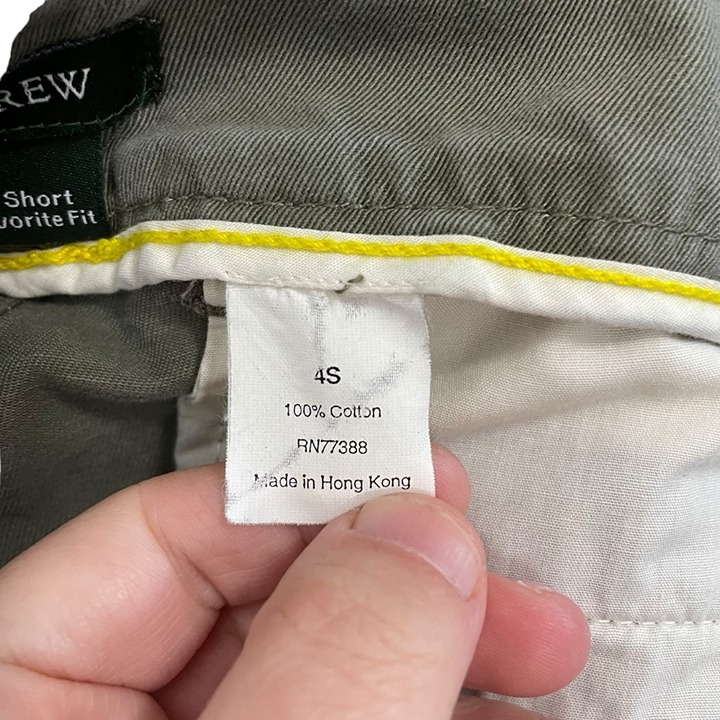 REW
Short
vorite Fit
4S
100% Cotton
RN77388
Made in Hong Kong